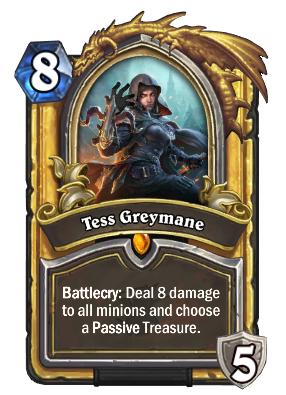 8
Tess Greymane
Battlecry: Deal 8 damage
to all minions and choose
a Passive Treasure.
5